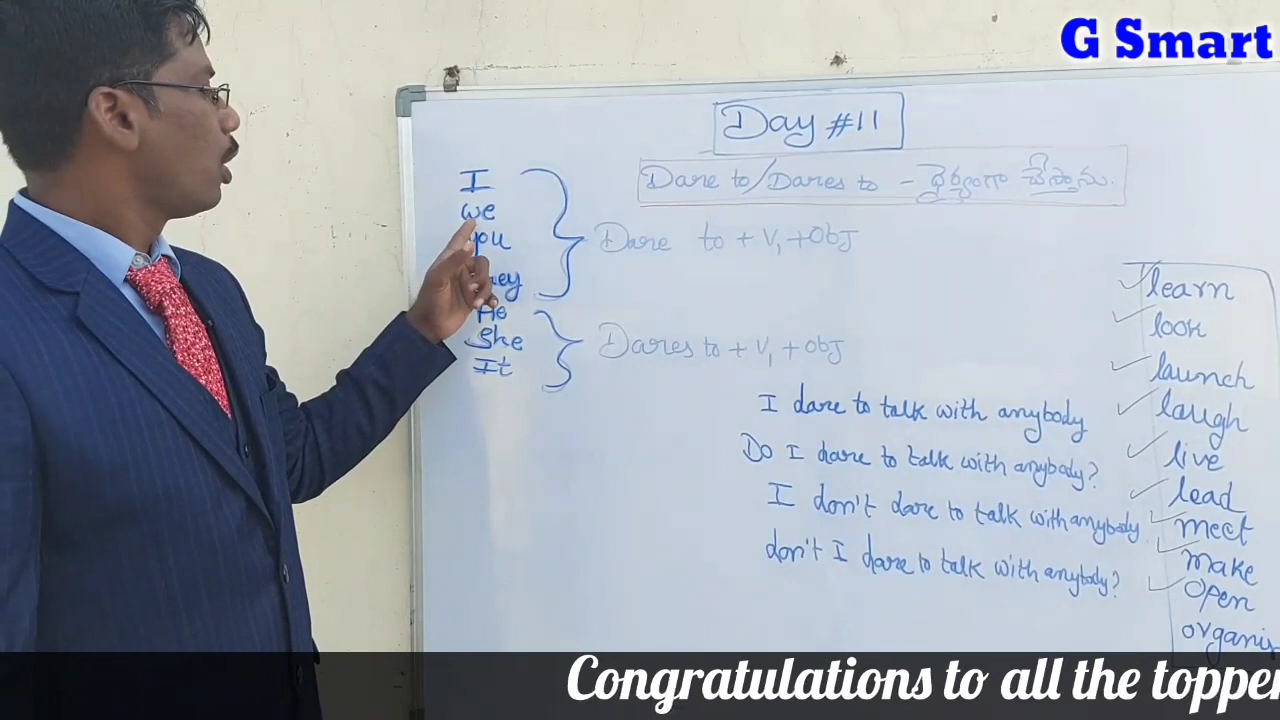 G Smart
Day #11
Dare to/Dares to - ధైర్యంగా చేస్తాను.
I
we
you
Dare to + V1 + Obj
He
She
It
Dares to + V1 + Obj
I dare to talk with anybody
Do I dare to talk with anybody?
I don't dare to talk with anybody
don't I dare to talk with anybody?
learn
look
launch
laugh
live
lead
meet
make
open
Congratulations to all the